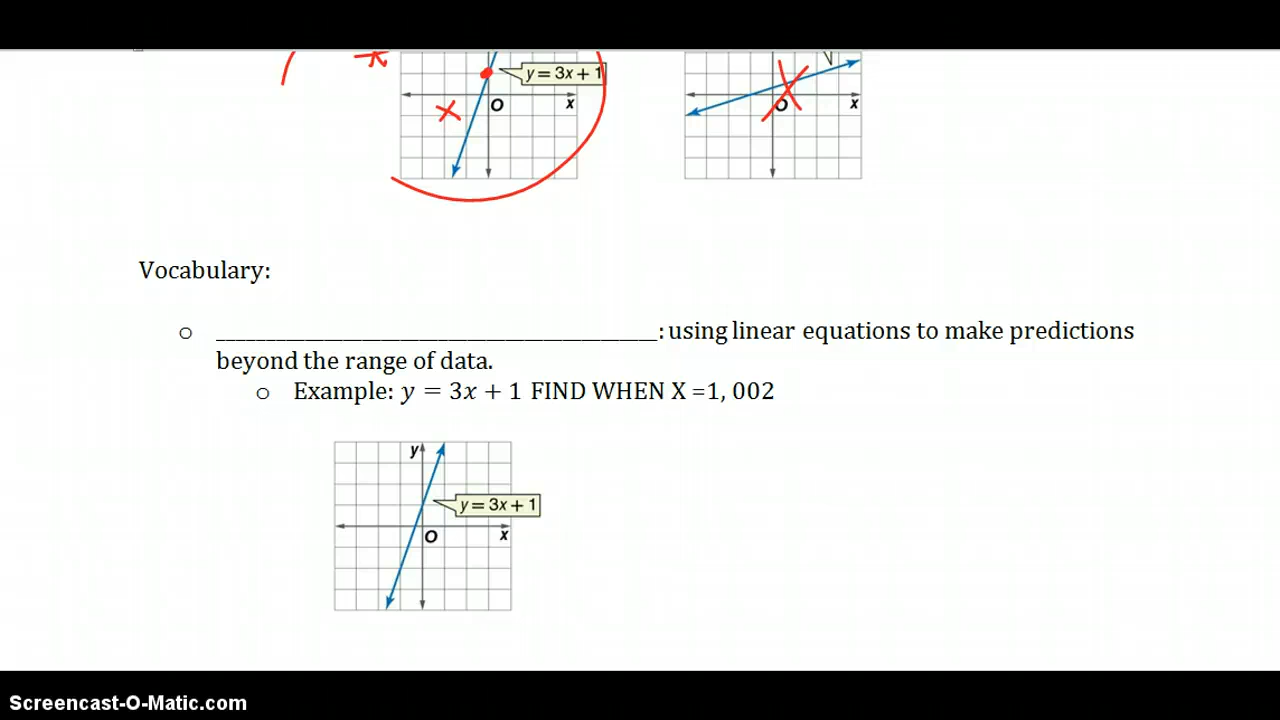 y = 3x + 1
O
x
O
x
Vocabulary:
o ________________________________________: using linear equations to make predictions
beyond the range of data.
o Example: y = 3x + 1 FIND WHEN X =1, 002
y
y = 3x + 1
O
x
Screencast-O-Matic.com